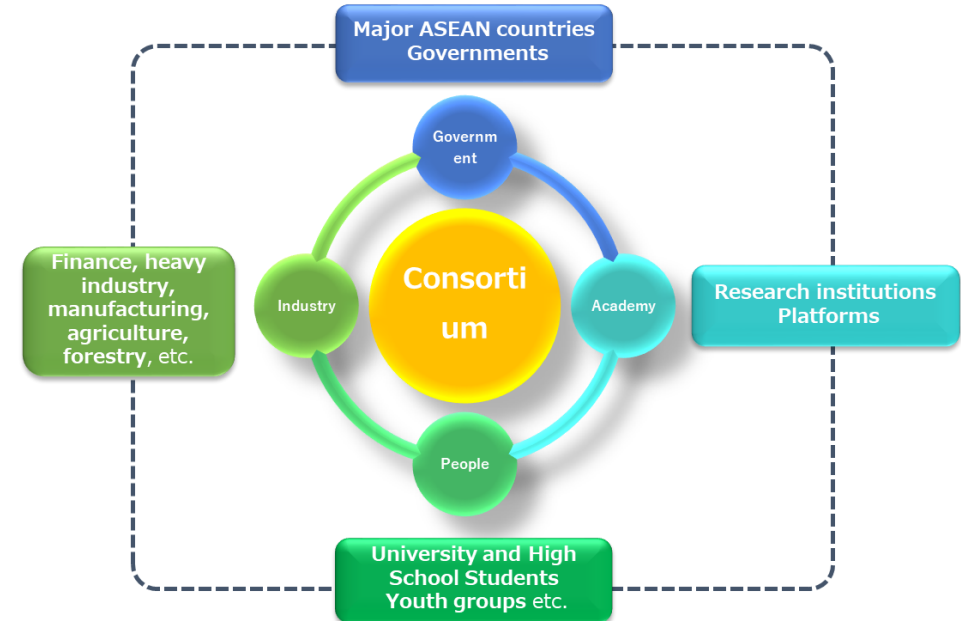 Major ASEAN countries
Governments
Governm
ent
Finance, heavy
industry,
manufacturing,
agriculture,
forestry, etc.
Industry
Consorti
um
Academy
Research institutions
Platforms
People
University and High
School Students
Youth groups etc.